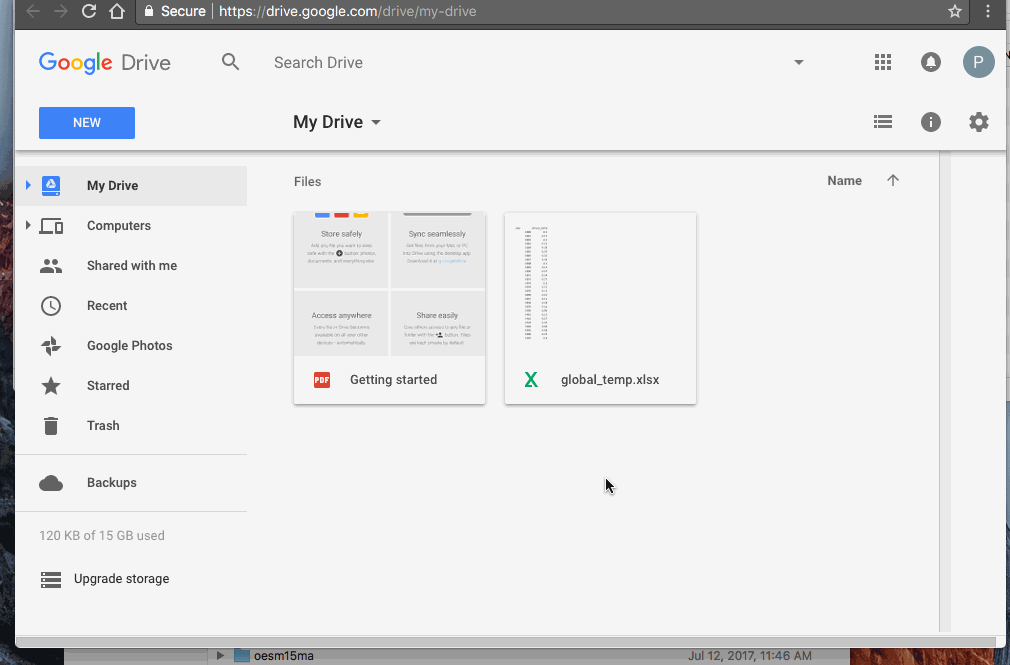 Secure | https://drive.google.com/drive/my-drive
Google Drive
Search Drive
P
NEW
My Drive
My Drive
Computers
Shared with me
Recent
Google Photos
Starred
Trash
Backups
120 KB of 15 GB used
Upgrade storage
Files
Name
Store safely
Sync seamlessly
Access anywhere
Share easily
PDF
Getting started
X
global_temp.xlsx
oesm15ma
Jul 12, 2017, 11:46 AM